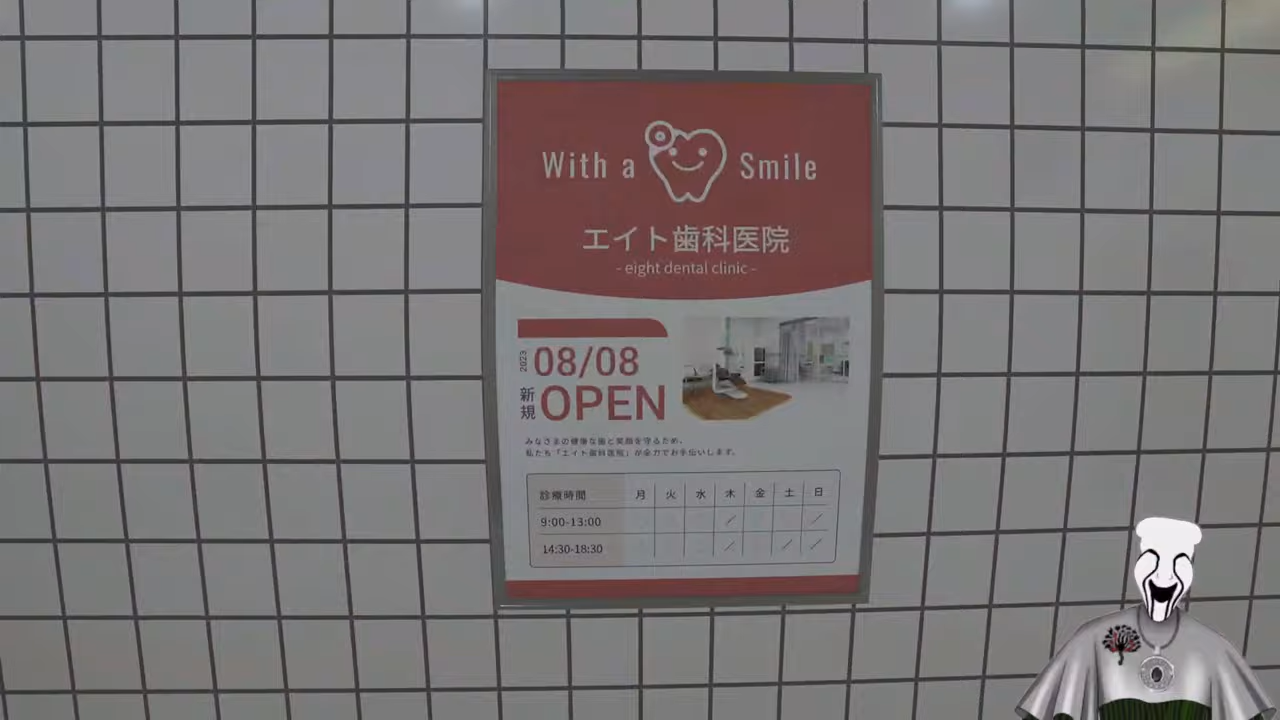 With a Smile
エイト歯科医院
- eight dental clinic -
2023 08/08
新規 OPEN
みなさまの健康な歯と笑顔を守るため、
私たち「エイト歯科医院」が全力でお手伝いします。
診療時間 月 火 水 木 金 土 日
9:00-13:00 ／ ／
14:30-18:30 ／ ／ ／